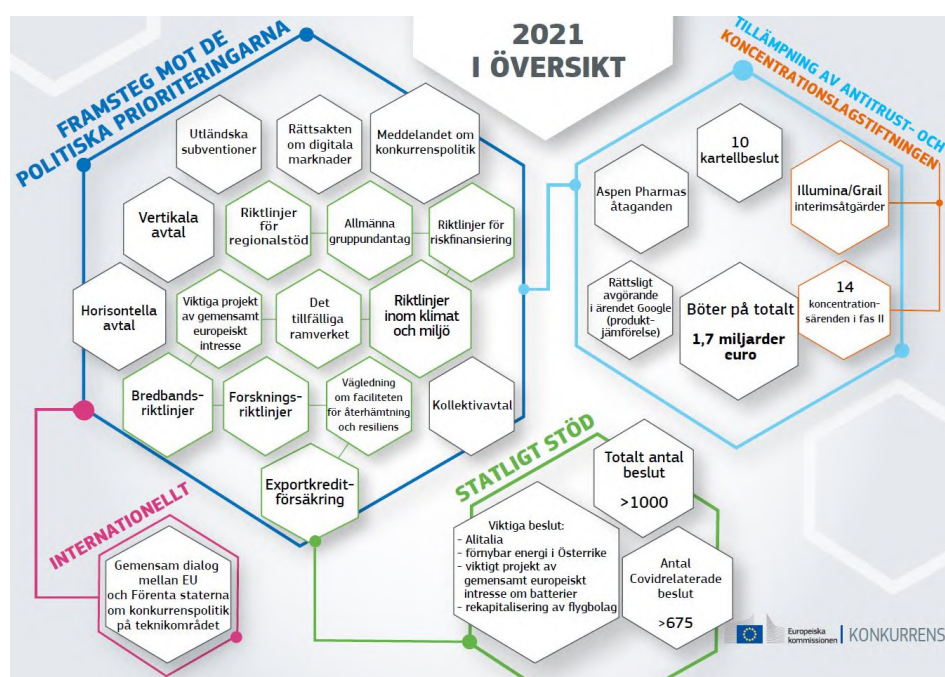 2021
I ÖVERSIKT
FRAMSTEG MOT DE
POLITISKA PRIORITERINGARNA
Utländska
subventioner
Rättsakten
om digitala
marknader
Meddelandet om
konkurrenspolitik
Vertikala
avtal
Riktlinjer
för
regionalstöd
Allmänna
gruppundantag
Riktlinjer för
riskfinansiering
Horisontella
avtal
Viktiga projekt
av gemensamt
europeiskt
intresse
Det
tillfälliga
ramverket
Riktlinjer
inom klimat
och miljö
Bredbands-
riktlinjer
Forsknings-
riktlinjer
Vägledning
om faciliteten
för återhämtning
och resiliens
Kollektivavtal
Exportkredit-
försäkring
TILLÄMPNING AV ANTITRUST- OCH
KONCENTRATIONSLAGSTIFTNINGEN
10
kartellbeslut
Aspen Pharmas
åtaganden
Illumina/Grail
interimsåtgärder
Rättsligt
avgörande
i ärendet Google
(produkt-
jämförelse)
Böter på totalt
1,7 miljarder
euro
14
koncentration-
särenden i fas II
INTERNATIONELLT
Gemensam dialog
mellan EU
och Förenta staterna
om konkurrenspolitik
på teknikområdet
STATLIGT STÖD
Totalt antal
beslut
>1000
Viktiga beslut:
- Alitalia
- förnybar energi i Österrike
- viktigt projekt av
gemensamt europeiskt
intresse om batterier
- rekapitalisering av flygbolag
Antal
Covidrelaterade
beslut
>675
Europeiska
kommissionen
KONKURRENS